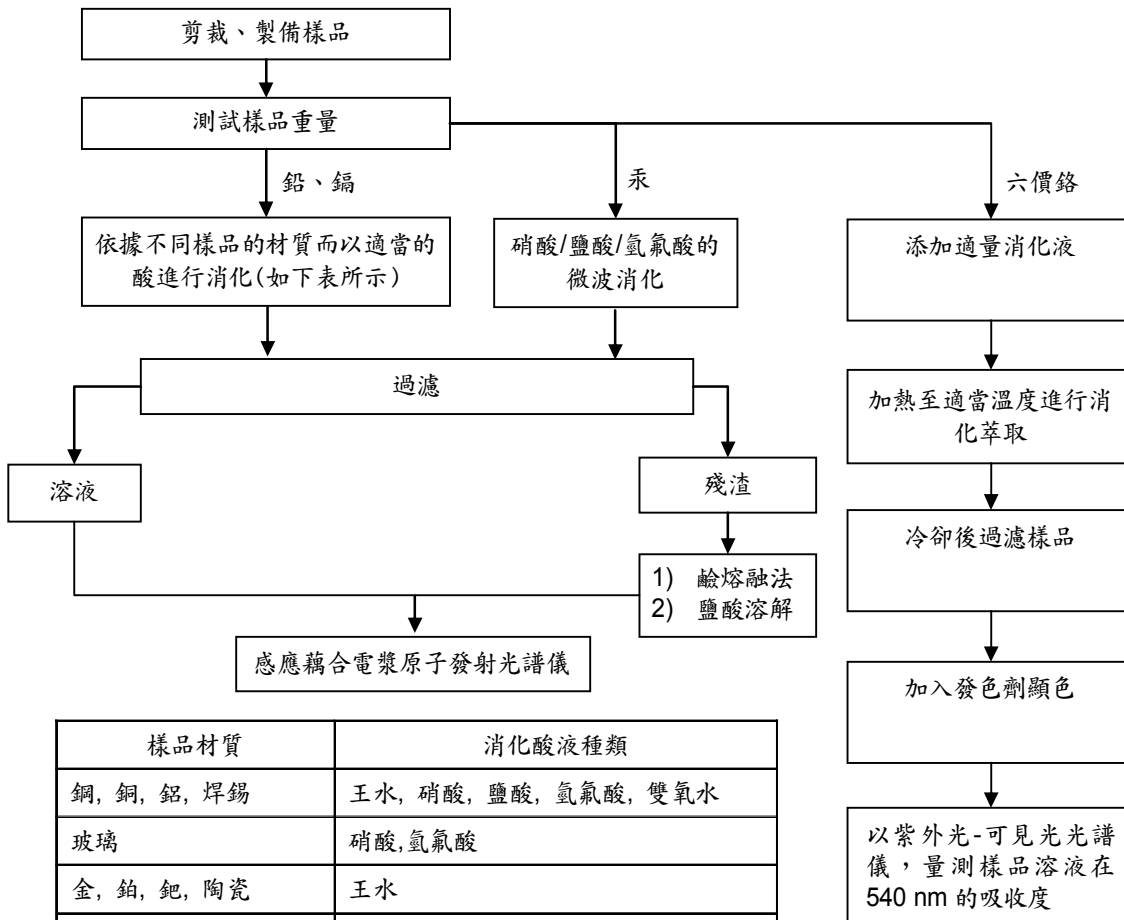 剪裁、製備樣品
測試樣品重量
鉛、鎘
汞
六價鉻
依據不同樣品的材質而以適當的
酸進行消化(如下表所示)
硝酸/鹽酸/氫氟酸的
微波消化
添加適量消化液
過濾
加熱至適當溫度進行消
化萃取
溶液
殘渣
冷卻後過濾樣品
1) 鹼熔融法
2) 鹽酸溶解
感應藕合電漿原子發射光譜儀
加入發色劑顯色
樣品材質 消化酸液種類
鋼, 銅, 鋁, 焊錫 王水, 硝酸, 鹽酸, 氫氟酸, 雙氧水
玻璃 硝酸,氫氟酸
金, 鉑, 鈀, 陶瓷 王水
以紫外光-可見光光譜
儀，量測樣品溶液在
540 nm 的吸收度